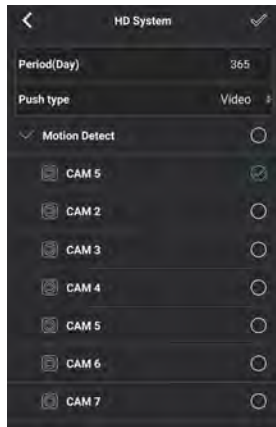 HD System
Period(Day) 365
Push type Video
Motion Detect
CAM 5
CAM 2
CAM 3
CAM 4
CAM 5
CAM 6
CAM 7